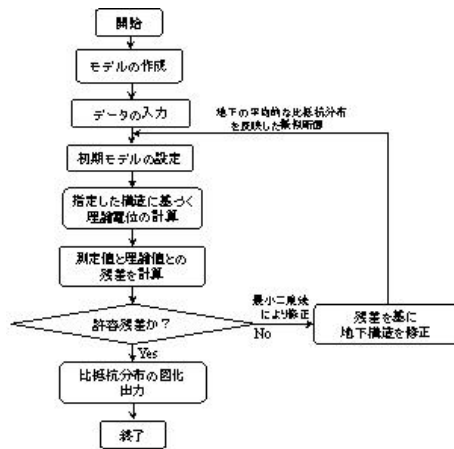 開始
モデルの作成
データの入力
地下の平均的な比抵抗分布
を反映した擬似断面
初期モデルの設定
指定した構造に基づく
理論電位の計算
測定値と理論値との
残差を計算
許容残差か？
最小二乗法
により修正
No
残差を基に
地下構造を修正
Yes
比抵抗分布の図化
出力
終了